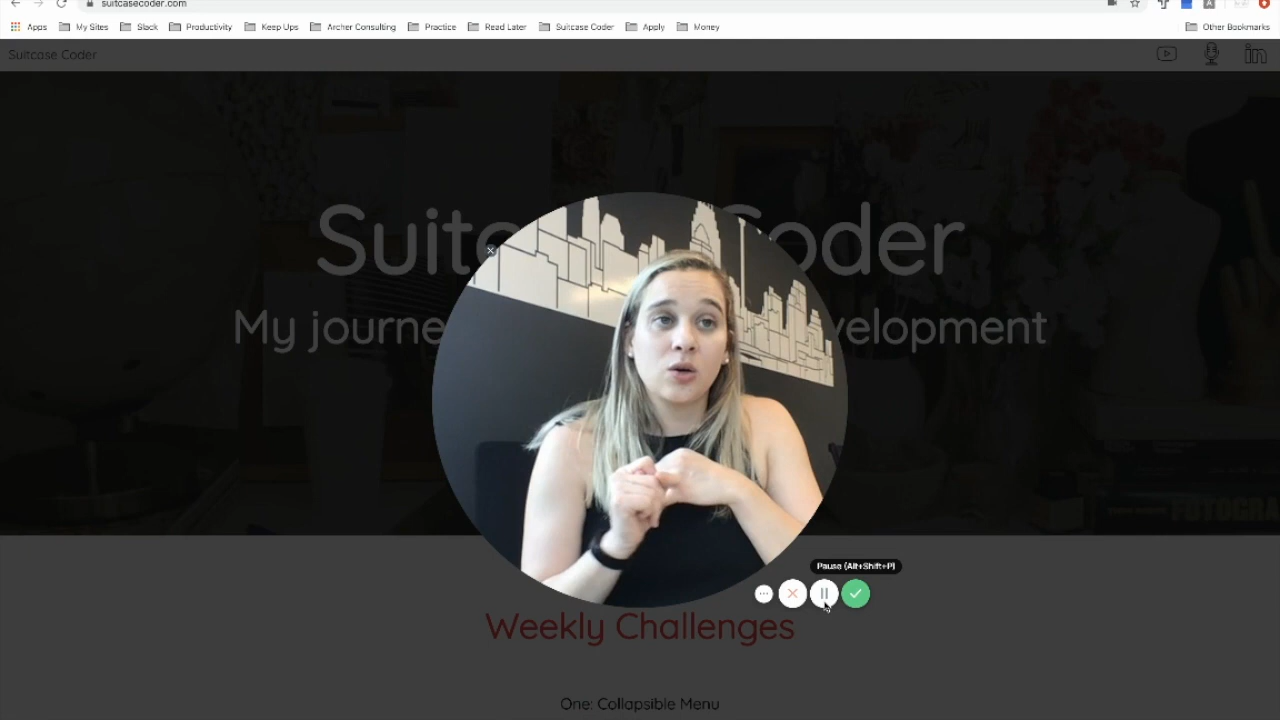 suitcasecoder.com
Apps My Sites Slack Productivity Keep Ups Archer Consulting Practice Read Later Suitcase Coder Apply Money Other Bookmarks
Suitcase Coder
Suitc oder
My journe velopment
Pause (Alt+Shift+P)
Weekly Challenges
One: Collapsible Menu